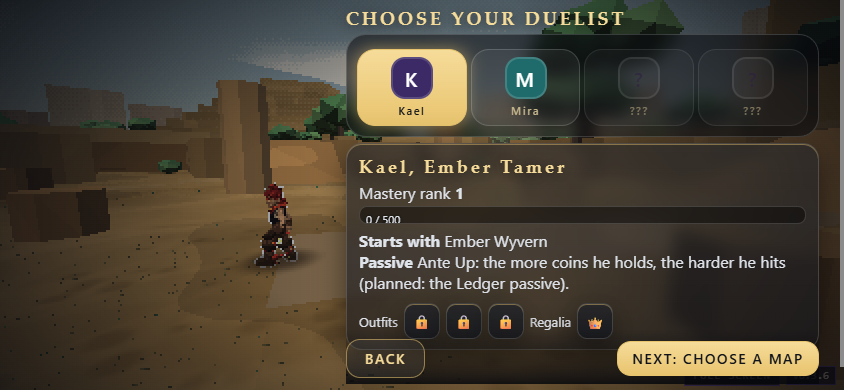 CHOOSE YOUR DUELIST
K
M
?
?
Kael
Mira
???
???
Kael, Ember Tamer
Mastery rank 1
0 / 500
Starts with Ember Wyvern
Passive Ante Up: the more coins he holds, the harder he hits
(planned: the Ledger passive).
Outfits
Regalia
BACK
NEXT: CHOOSE A MAP